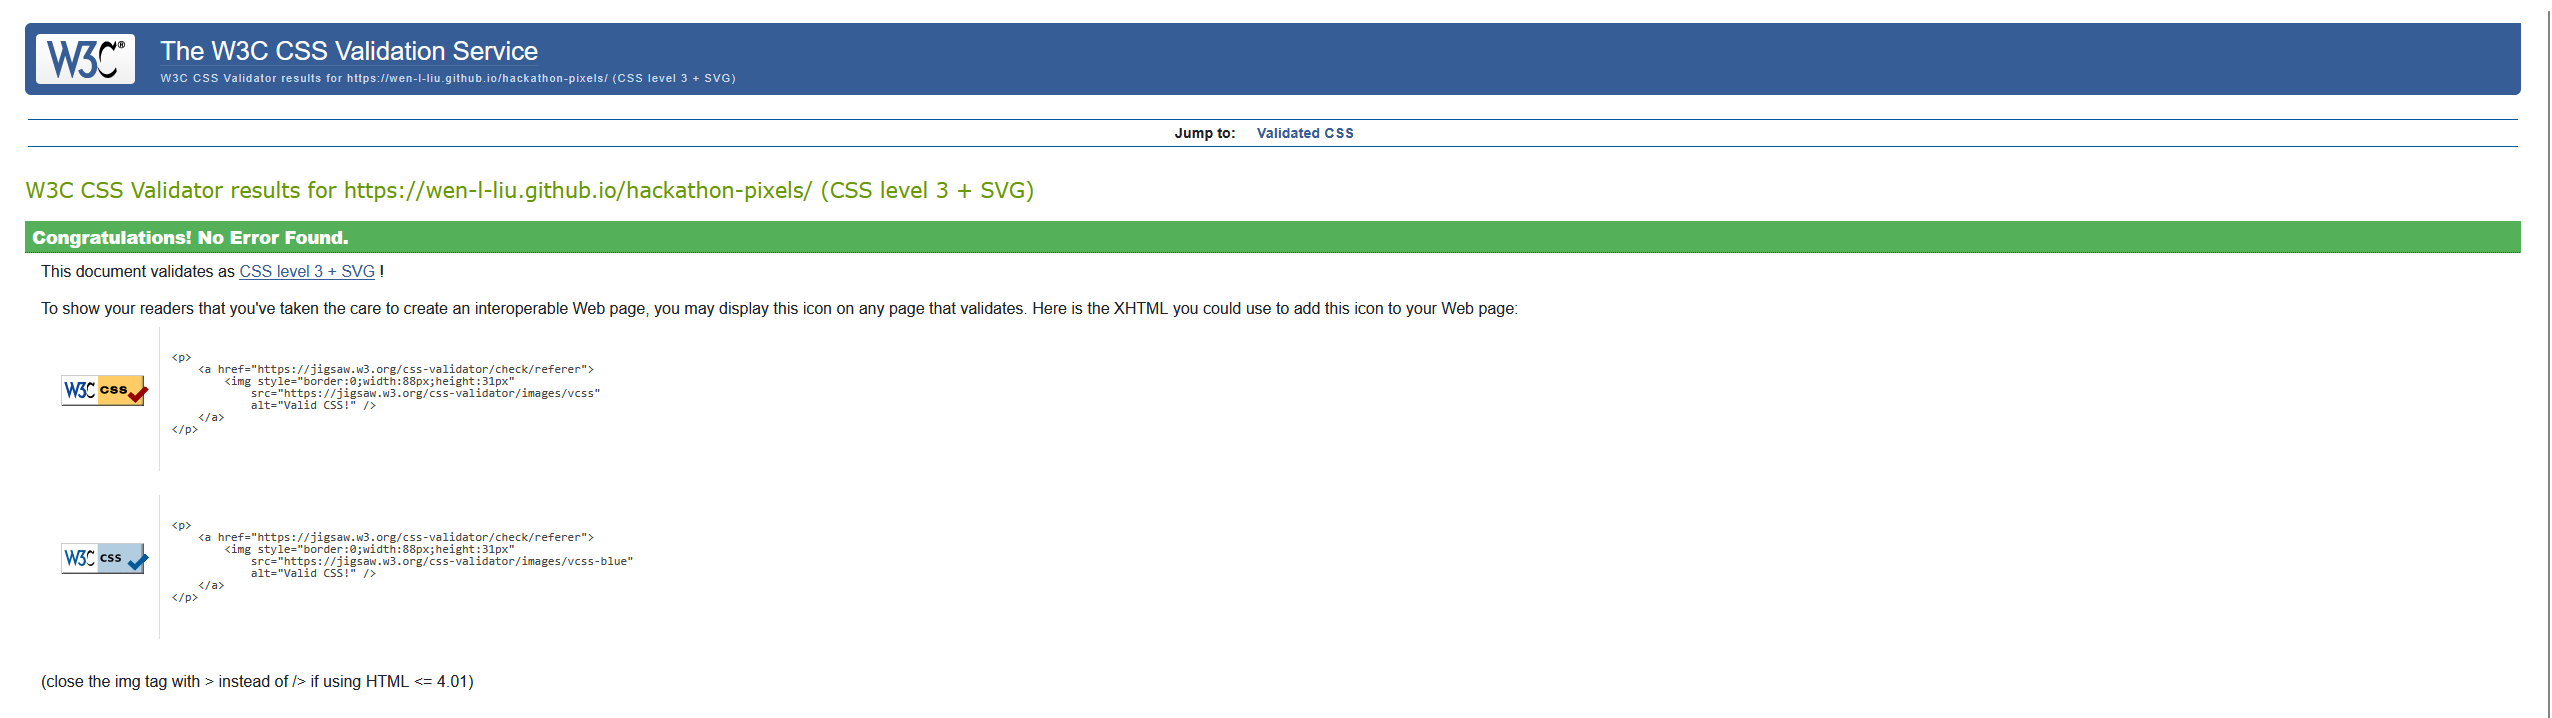 W3C®
The W3C CSS Validation Service
W3C CSS Validator results for https://wen-l-liu.github.io/hackathon-pixels/ (CSS level 3 + SVG)
Jump to: Validated CSS
W3C CSS Validator results for https://wen-l-liu.github.io/hackathon-pixels/ (CSS level 3 + SVG)
Congratulations! No Error Found.
This document validates as CSS level 3 + SVG !
To show your readers that you've taken the care to create an interoperable Web page, you may display this icon on any page that validates. Here is the XHTML you could use to add this icon to your Web page:
W3C css
<p>
    <a href="https://jigsaw.w3.org/css-validator/check/referer">
        <img style="border:0;width:88px;height:31px"
            src="https://jigsaw.w3.org/css-validator/images/vcss"
            alt="Valid CSS!" />
    </a>
</p>
W3C css
<p>
    <a href="https://jigsaw.w3.org/css-validator/check/referer">
        <img style="border:0;width:88px;height:31px"
            src="https://jigsaw.w3.org/css-validator/images/vcss-blue"
            alt="Valid CSS!" />
    </a>
</p>
(close the img tag with > instead of /> if using HTML <= 4.01)